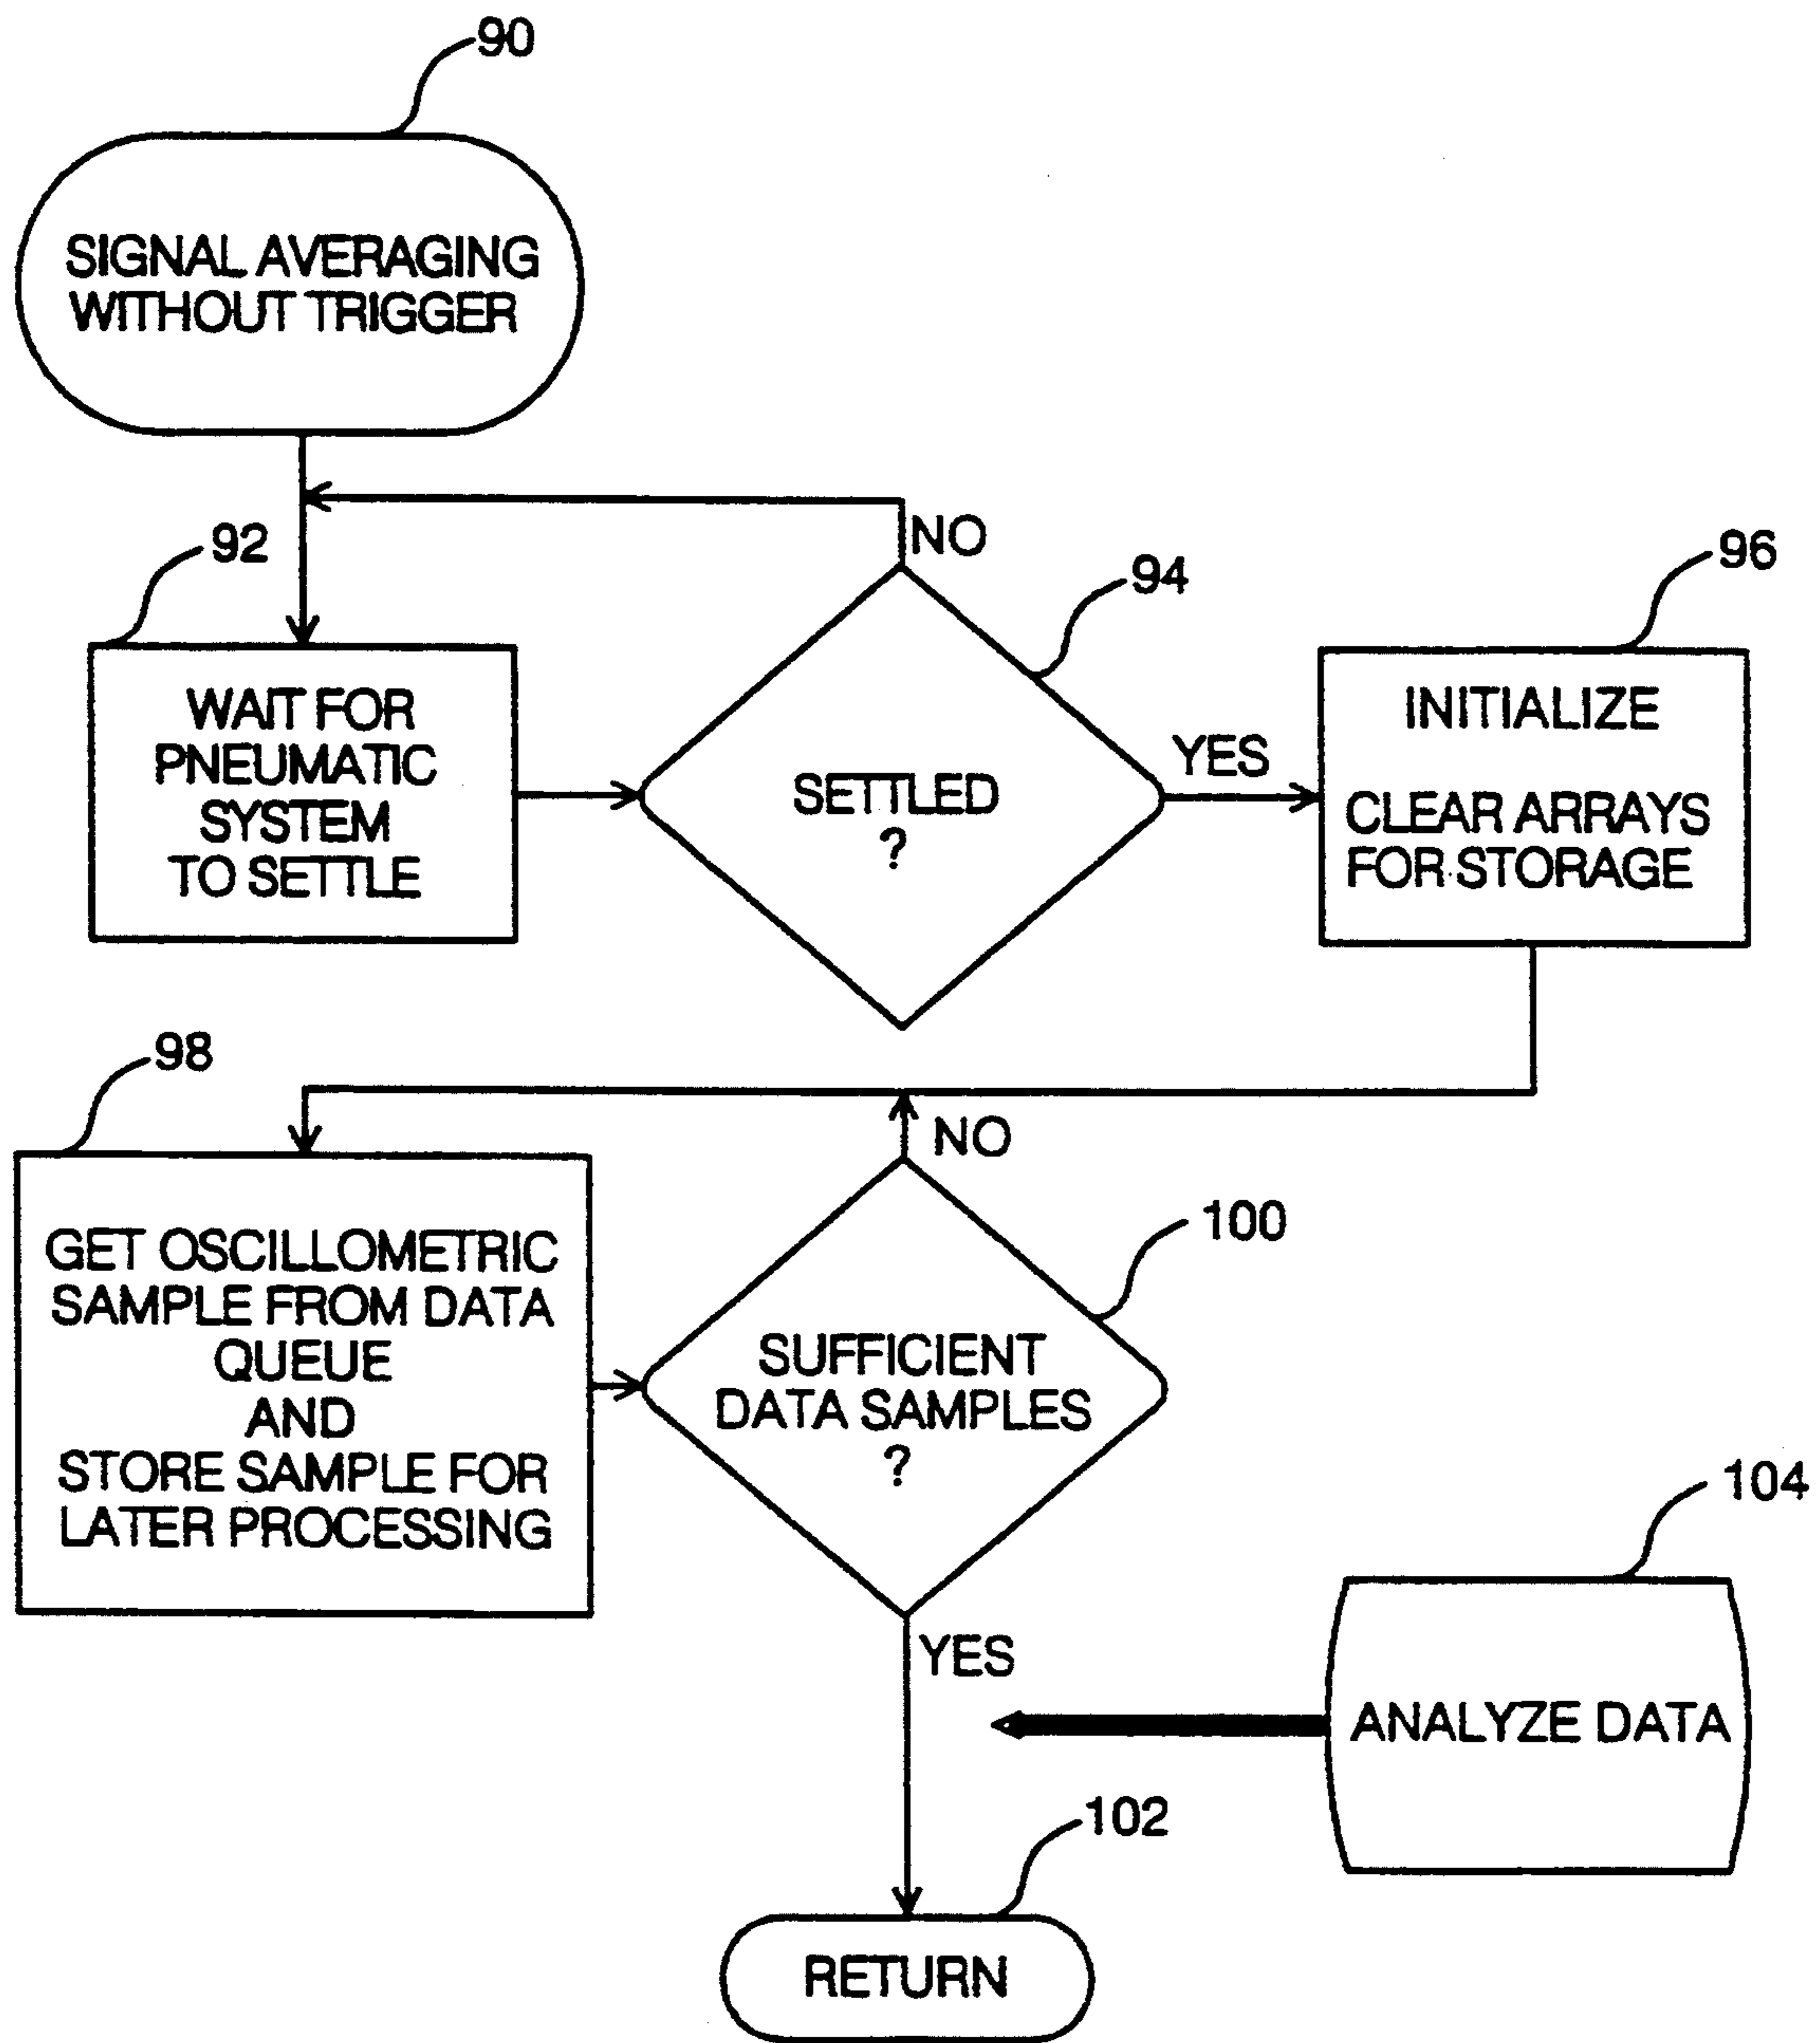 90
SIGNAL AVERAGING
WITHOUT TRIGGER
NO
92
94
96
WAIT FOR
PNEUMATIC
SYSTEM
TO SETTLE
SETTLED
?
YES
INITIALIZE
CLEAR ARRAYS
FOR STORAGE
98
NO
100
GET OSCILLOMETRIC
SAMPLE FROM DATA
QUEUE
AND
STORE SAMPLE FOR
LATER PROCESSING
SUFFICIENT
DATA SAMPLES
?
104
YES
ANALYZE DATA
102
RETURN